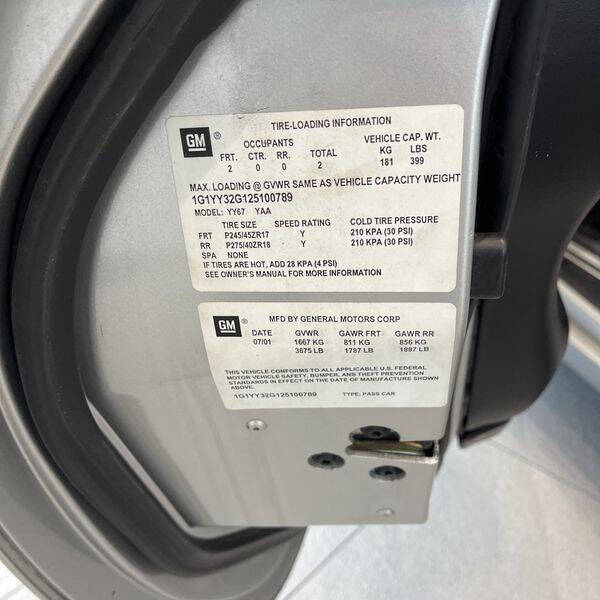 GM ® TIRE-LOADING INFORMATION
OCCUPANTS VEHICLE CAP. WT.
FRT. CTR. RR. TOTAL KG LBS
2 0 0 2 181 399
MAX. LOADING @ GVWR SAME AS VEHICLE CAPACITY WEIGHT
1G1YY32G125100789
MODEL: YY67 YAA
TIRE SIZE SPEED RATING COLD TIRE PRESSURE
FRT P245/45ZR17 Y 210 KPA (30 PSI)
RR P275/40ZR18 Y 210 KPA (30 PSI)
SPA NONE
IF TIRES ARE HOT, ADD 28 KPA (4 PSI)
SEE OWNER'S MANUAL FOR MORE INFORMATION
GM ® MFD BY GENERAL MOTORS CORP
DATE GVWR GAWR FRT GAWR RR
07/01 1667 KG 811 KG 856 KG
3675 LB 1787 LB 1887 LB
THIS VEHICLE CONFORMS TO ALL APPLICABLE U.S. FEDERAL
MOTOR VEHICLE SAFETY, BUMPER, AND THEFT PREVENTION
STANDARDS IN EFFECT ON THE DATE OF MANUFACTURE SHOWN
ABOVE.
1G1YY32G125100789 TYPE: PASS CAR